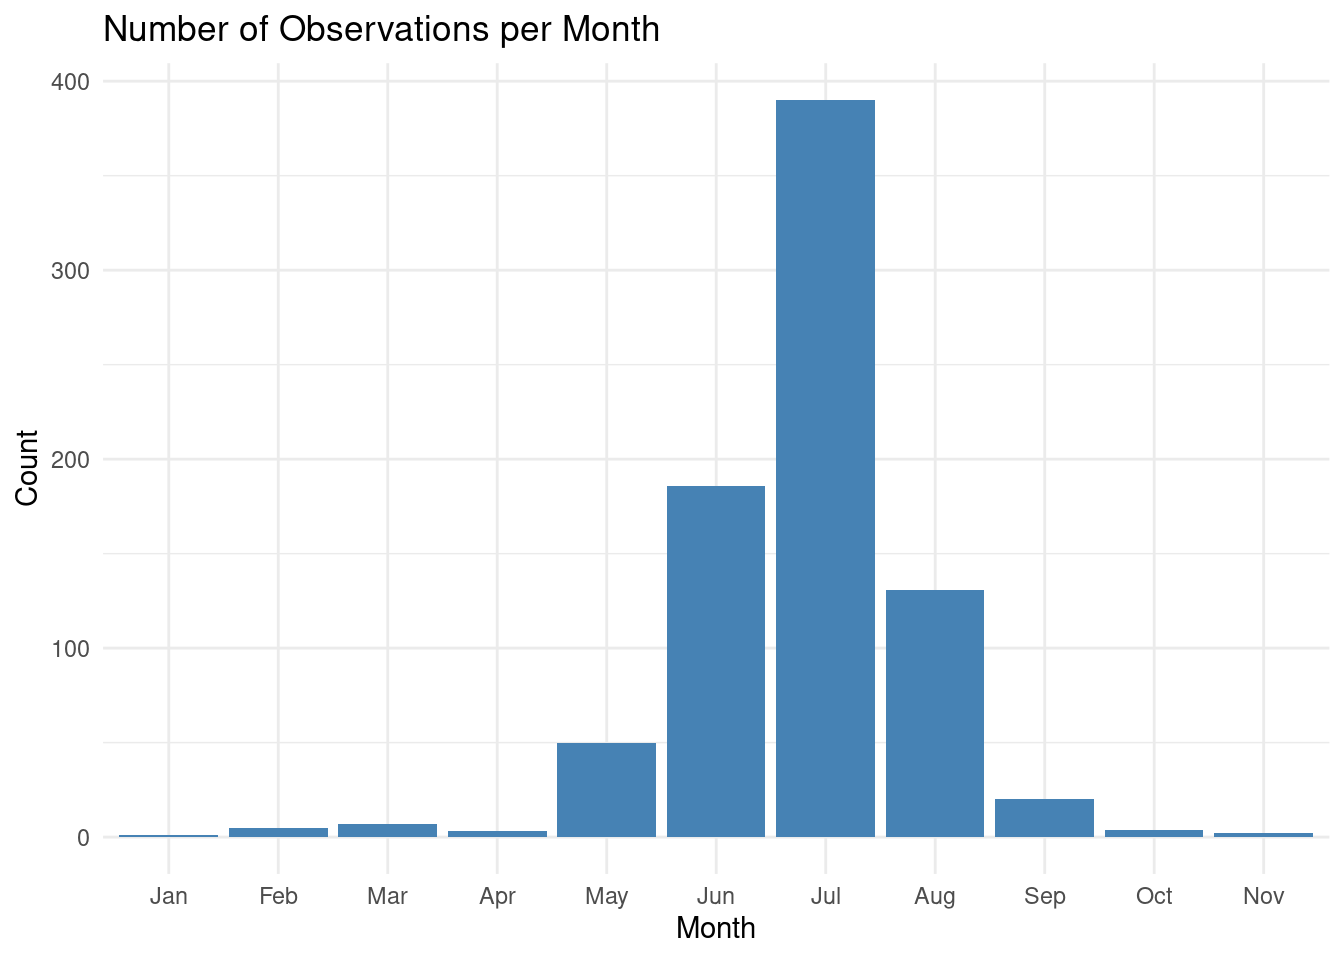 Number of Observations per Month
400
300
200
100
0
Count
Jan Feb Mar Apr May Jun Jul Aug Sep Oct Nov
Month